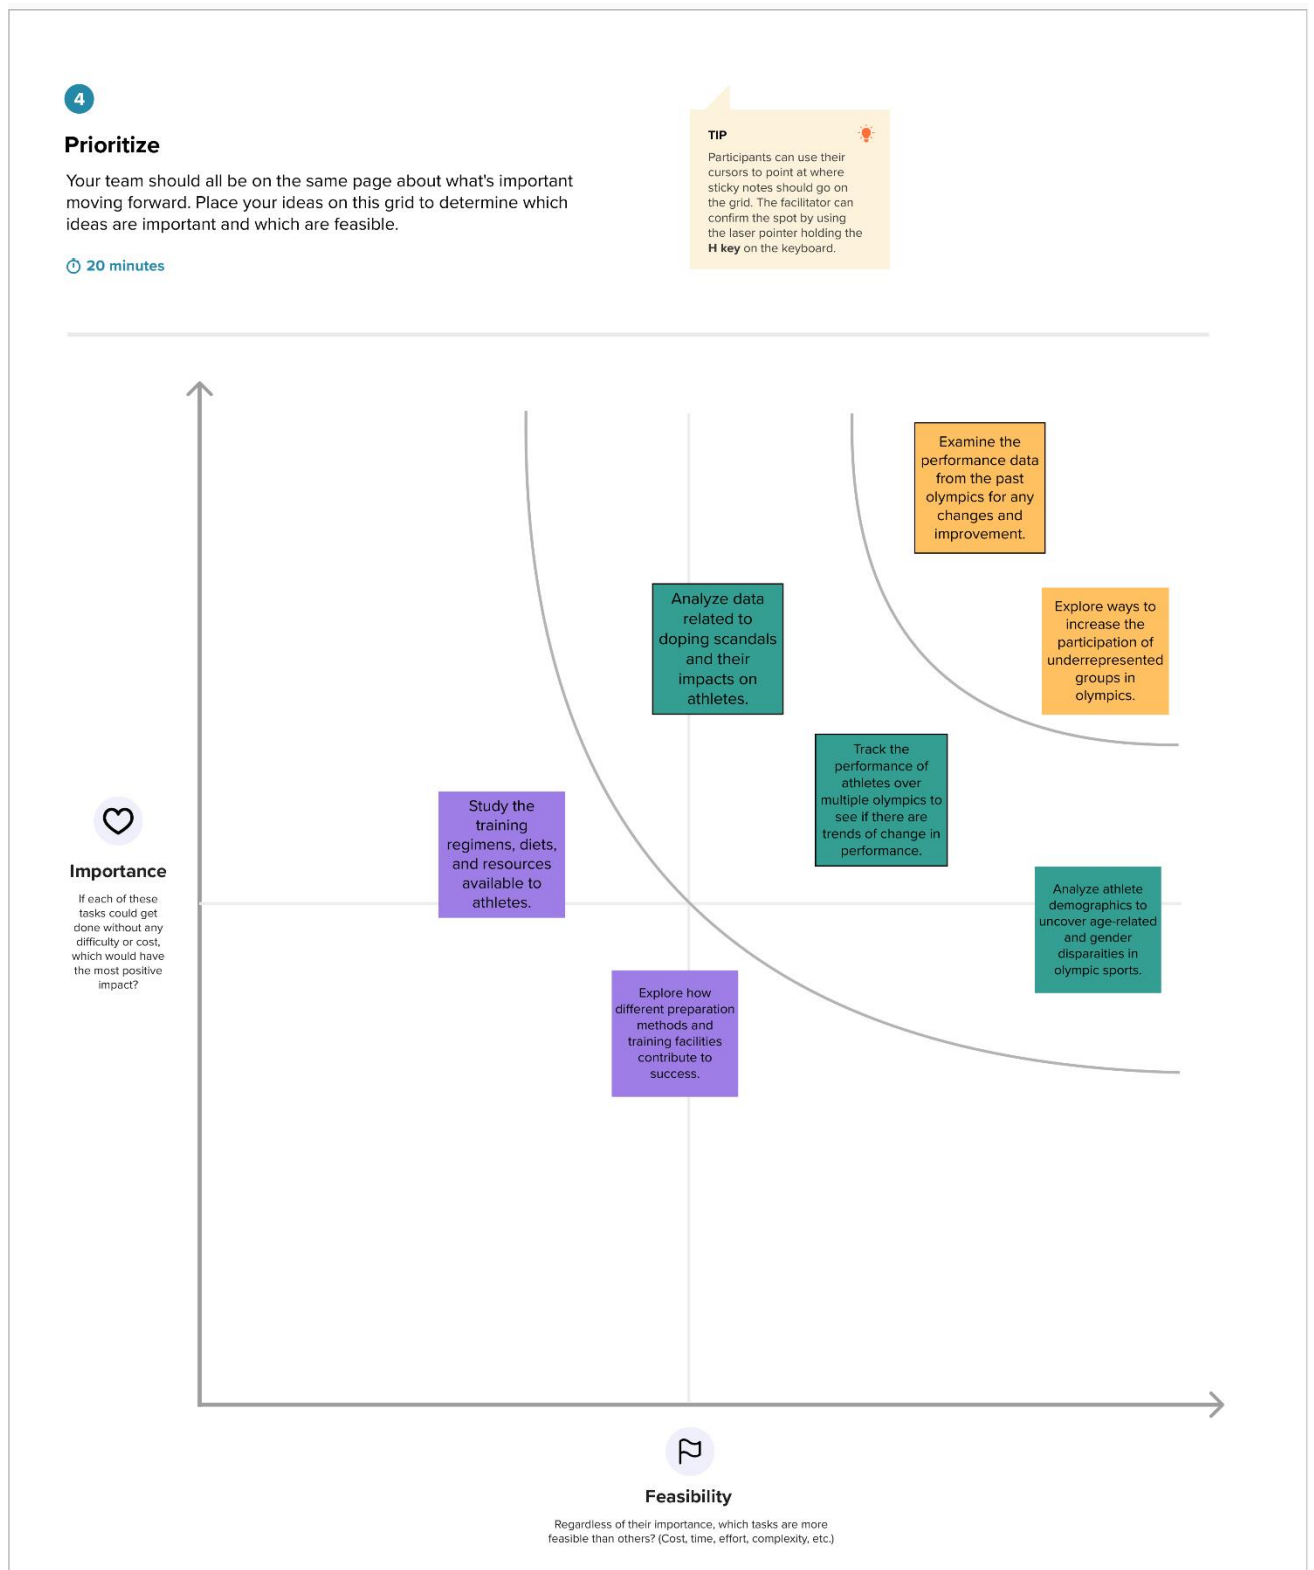 4
Prioritize
Your team should all be on the same page about what's important
moving forward. Place your ideas on this grid to determine which
ideas are important and which are feasible.
20 minutes
TIP
Participants can use their
cursors to point at where
sticky notes should go on
the grid. The facilitator can
confirm the spot by using
the laser pointer holding the
H key on the keyboard.
Examine the
performance data
from the past
olympics for any
changes and
improvement.
Explore ways to
increase the
participation of
underrepresented
groups in
olympics.
Analyze data
related to
doping scandals
and their
impacts on
athletes.
Track the
performance of
athletes over
multiple olympics to
see if there are
trends of change in
performance.
Study the
training
regimens, diets,
and resources
available to
athletes.
Analyze athlete
demographics to
uncover age-related
and gender
disparaities in
olympic sports.
Explore how
different preparation
methods and
training facilities
contribute to
success.
Importance
If each of these
tasks could get
done without any
difficulty or cost,
which would have
the most positive
impact?
Feasibility
Regardless of their importance, which tasks are more
feasible than others? (Cost, time, effort, complexity, etc.)